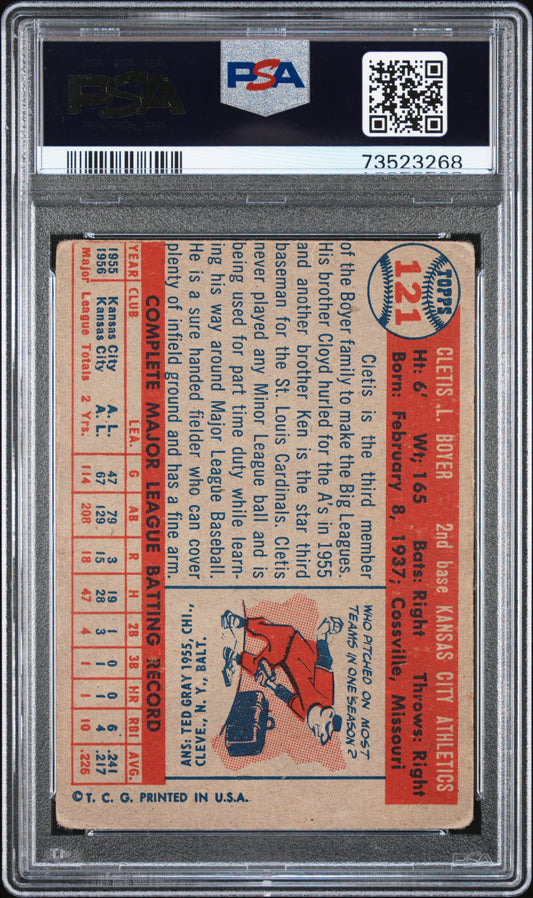 PSA
PSA
73523268
TOPPS
121
CLETIS L. BOYER 2nd base KANSAS CITY ATHLETICS
Ht: 6' Wt; 165 Bats: Right Throws: Right
Born: February 8, 1937; Cossville, Missouri
Cletis is the third member
of the Boyer family to make the Big Leagues.
His brother Cloyd hurled for the A's in 1955
and another brother Ken is the star third
baseman for the St. Louis Cardinals. Cletis
never played any Minor League ball and is
being used for part time duty while learn-
ing his way around Major League Baseball.
He is a sure handed fielder who can cover
plenty of infield ground and has a fine arm.
WHO PITCHED ON MOST
TEAMS IN ONE SEASON?
ANS. TED GRAY 1955, CHI.,
CLEVE., N.Y., BALT.
COMPLETE MAJOR LEAGUE BATTING RECORD
YEAR CLUB LEA. G AB R H 2B 3B HR RBI AVG.
1955 Kansas City A. L. 47 79 3 19 1 0 0 6 .241
1956 Kansas City A. L. 67 129 15 28 3 1 1 4 .217
Major League Totals 2 Yrs. 114 208 18 47 4 1 1 10 .226
© T. C. G. PRINTED IN U.S.A.
PSA